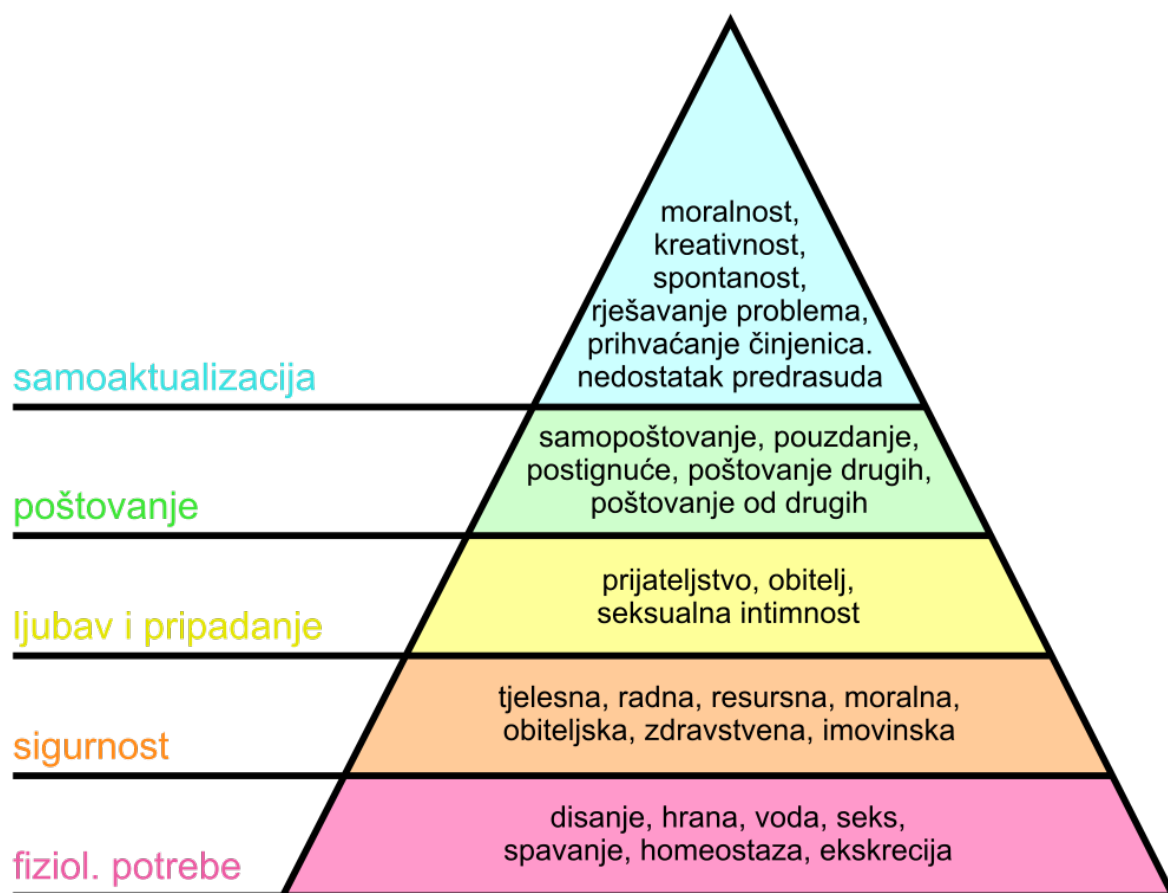 moralnost,
kreativnost,
spontanost,
rješavanje problema,
prihvaćanje činjenica.
nedostatak predrasuda
samoaktualizacija
samopoštovanje, pouzdanje,
postignuće, poštovanje drugih,
poštovanje od drugih
poštovanje
prijateljstvo, obitelj,
seksualna intimnost
ljubav i pripadanje
tjelesna, radna, resursna, moralna,
obiteljska, zdravstvena, imovinska
sigurnost
disanje, hrana, voda, seks,
spavanje, homeostaza, ekskrecija
fiziol. potrebe